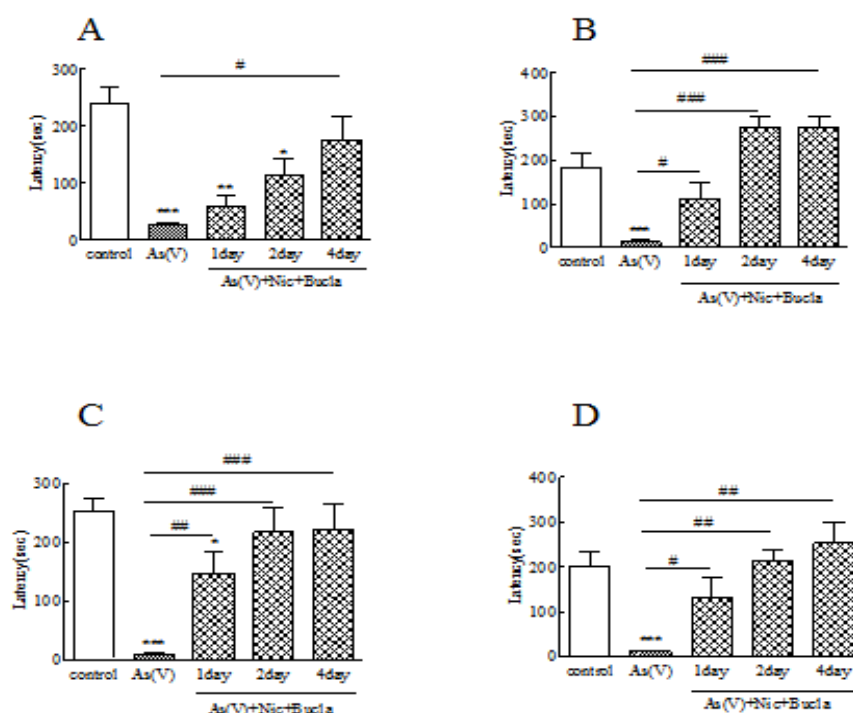 A
#
300
200
100
0
Latency(sec)
***
**
*
control As(V) 1day 2day 4day
As(V)+Nic+Bucla
B
###
###
#
400
300
200
100
0
Latency(sec)
***
control As(V) 1day 2day 4day
As(V)+Nic+Bucla
C
###
###
##
300
200
100
0
Latency(sec)
***
*
control As(V) 1day 2day 4day
As(V)+Nic+Bucla
D
##
##
#
400
300
200
100
0
Latency(sec)
***
control As(V) 1day 2day 4day
As(V)+Nic+Bucla